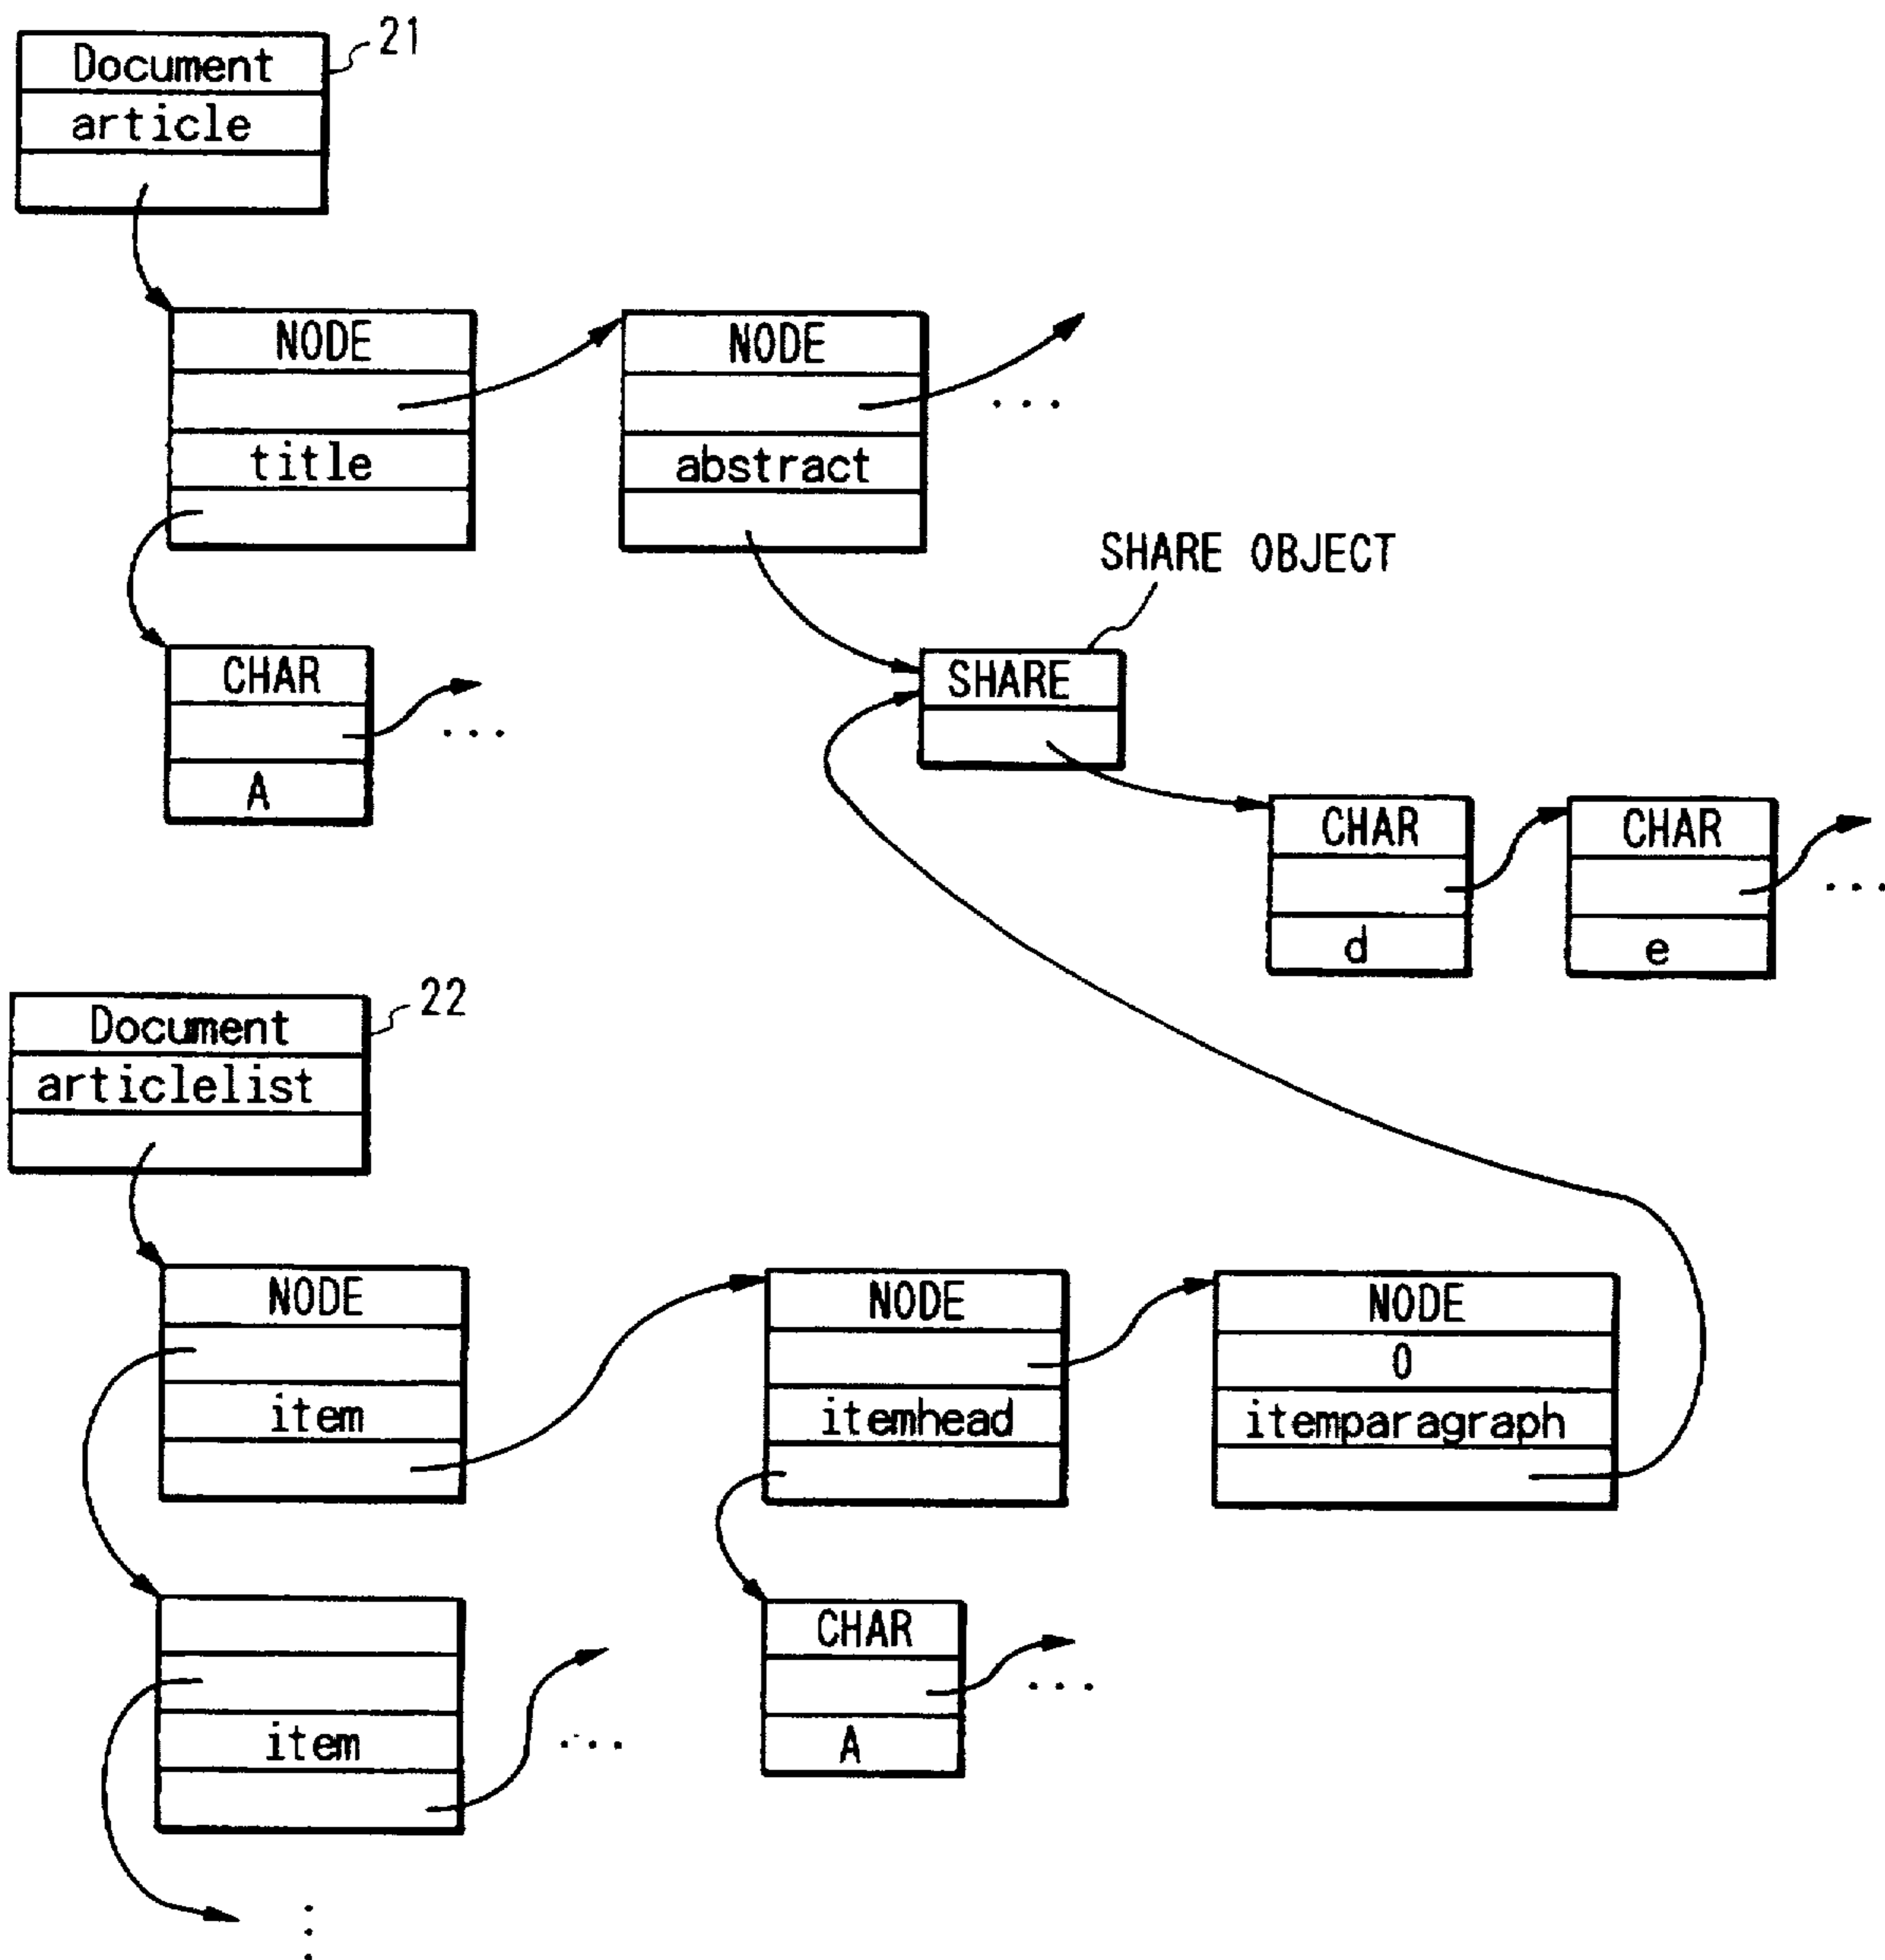 21
Document
article
NODE
title
NODE
abstract
...
SHARE OBJECT
CHAR
A
...
SHARE
CHAR
d
CHAR
e
...
22
Document
articlelist
NODE
item
NODE
itemhead
NODE
0
itemparagraph
item
...
CHAR
A
...